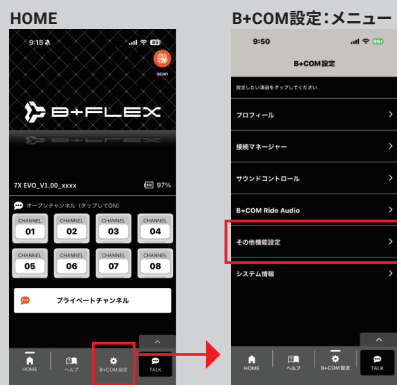 HOME
9:15
scan
B+FLEX
7X EVO_V1.00_xxxx
97%
オープンチャンネル（タップしてON）
CHANNEL CHANNEL CHANNEL CHANNEL
01 02 03 04
CHANNEL CHANNEL CHANNEL CHANNEL
05 06 07 08
プライベートチャンネル
HOME ヘルプ B+COM設定 TALK
B+COM設定：メニュー
9:50
B+COM設定
設定したい項目をタップしてください
プロフィール
接続マネージャー
サウンドコントロール
B+COM Ride Audio
その他機能設定
システム情報
HOME ヘルプ B+COM設定 TALK